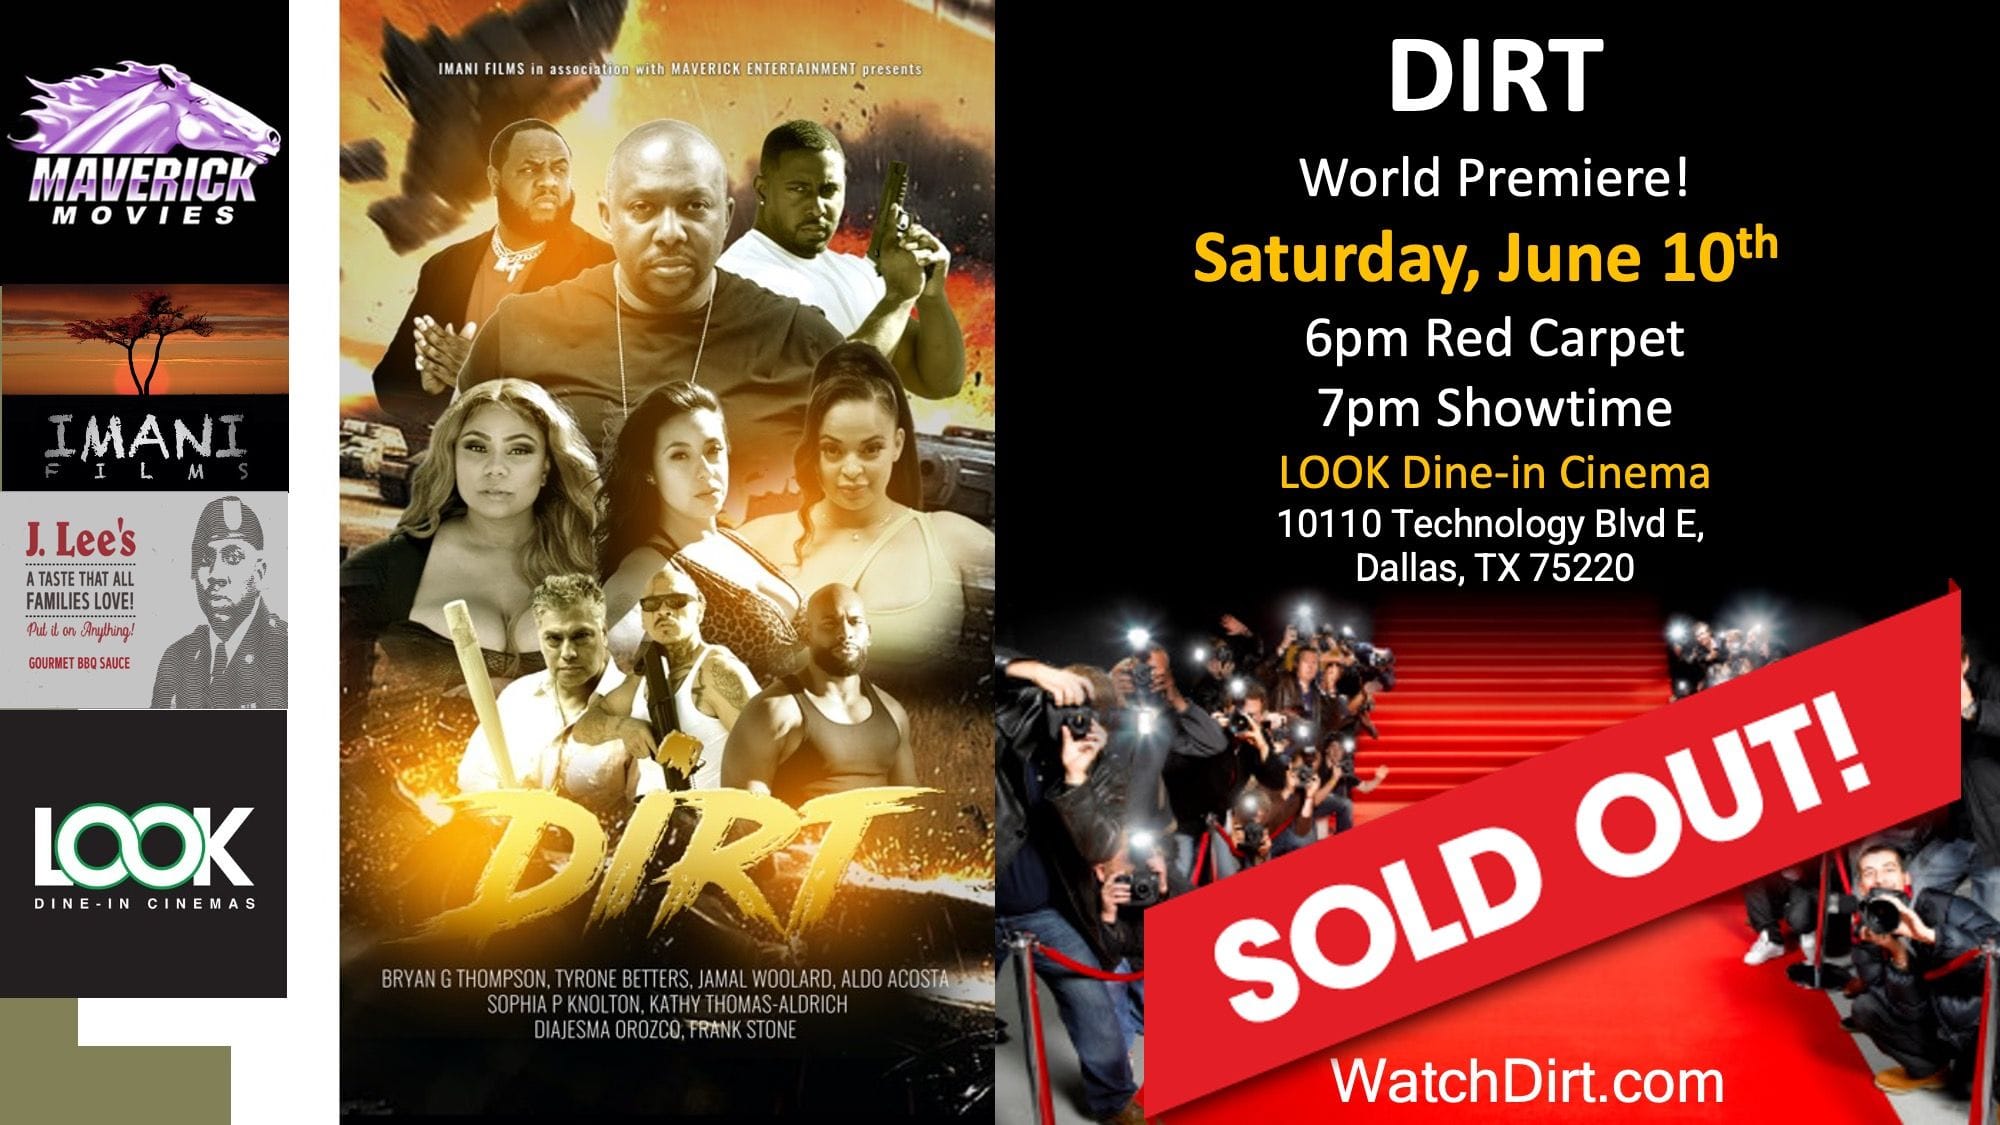 MAVERICK
MOVIES
IMANI
FILMS
J. Lee's
A TASTE THAT ALL
FAMILIES LOVE!
Put it on Anything!
GOURMET BBQ SAUCE
LOOK
DINE-IN CINEMAS
IMANI FILMS in association with MAVERICK ENTERTAINMENT presents
DIRT
BRYAN G THOMPSON, TYRONE BETTERS, JAMAL WOOLARD, ALDO ACOSTA
SOPHIA P KNOLTON, KATHY THOMAS-ALDRICH
DIAJESMA OROZCO, FRANK STONE
DIRT
World Premiere!
Saturday, June 10th
6pm Red Carpet
7pm Showtime
LOOK Dine-in Cinema
10110 Technology Blvd E,
Dallas, TX 75220
SOLD OUT!
WatchDirt.com